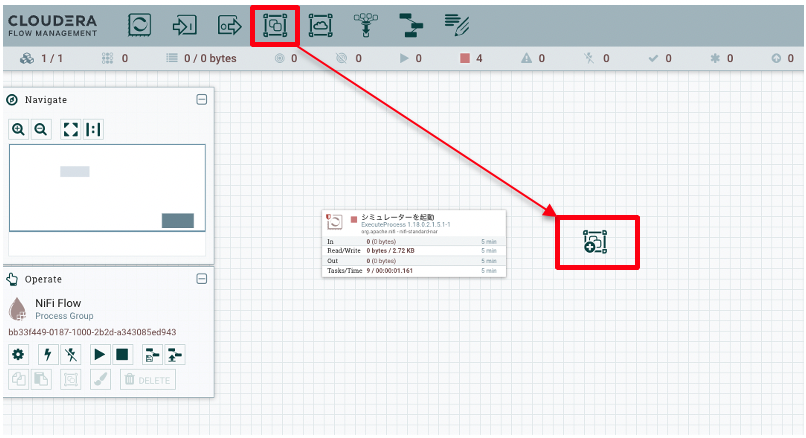 CLOUDERA
FLOW MANAGEMENT
1 / 1 0 0 / 0 bytes 0 0 0 4 0 0 0 0 0
Navigate
シミュレーターを起動
ExecuteProcess 1.18.0.2.1.5.1-1
org.apache.nifi - nifi-standard-nar
In 0 (0 bytes) 5 min
Read/Write 0 bytes / 2.72 KB 5 min
Out 0 (0 bytes) 5 min
Tasks/Time 9 / 00:00:01.161 5 min
Operate
NiFi Flow
Process Group
bb33f449-0187-1000-2b2d-a343085ed943
DELETE